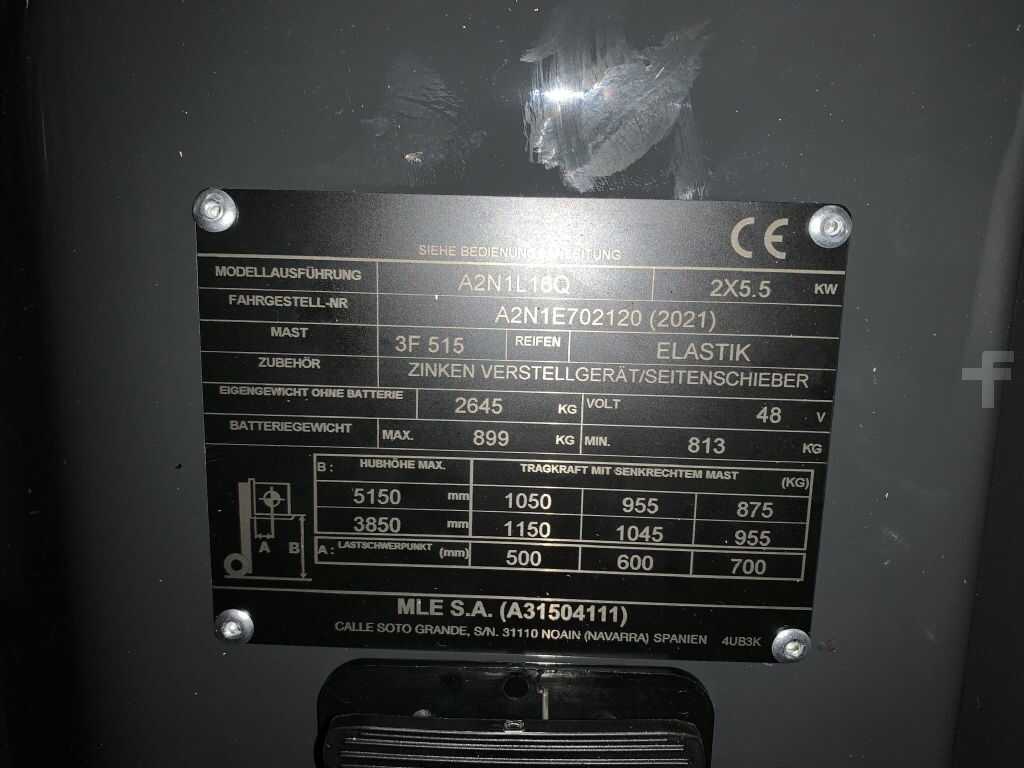 CE
SIEHE BEDIENUNGSANLEITUNG
MODELLAUSFÜHRUNG A2N1L16Q 2X5.5 KW
FAHRGESTELL-NR A2N1E702120 (2021)
MAST 3F 515 REIFEN ELASTIK
ZUBEHÖR ZINKEN VERSTELLGERÄT/SEITENSCHIEBER
EIGENGEWICHT OHNE BATTERIE 2645 KG VOLT 48 V
BATTERIEGEWICHT MAX. 899 KG MIN. 813 KG
B : HUBHÖHE MAX. TRAGKRAFT MIT SENKRECHTEM MAST (KG)
5150 mm 1050 955 875
3850 mm 1150 1045 955
A : LASTSCHWERPUNKT (mm) 500 600 700
A B
MLE S.A. (A31504111)
CALLE SOTO GRANDE, S/N. 31110 NOAIN (NAVARRA) SPANIEN 4UB3K
f